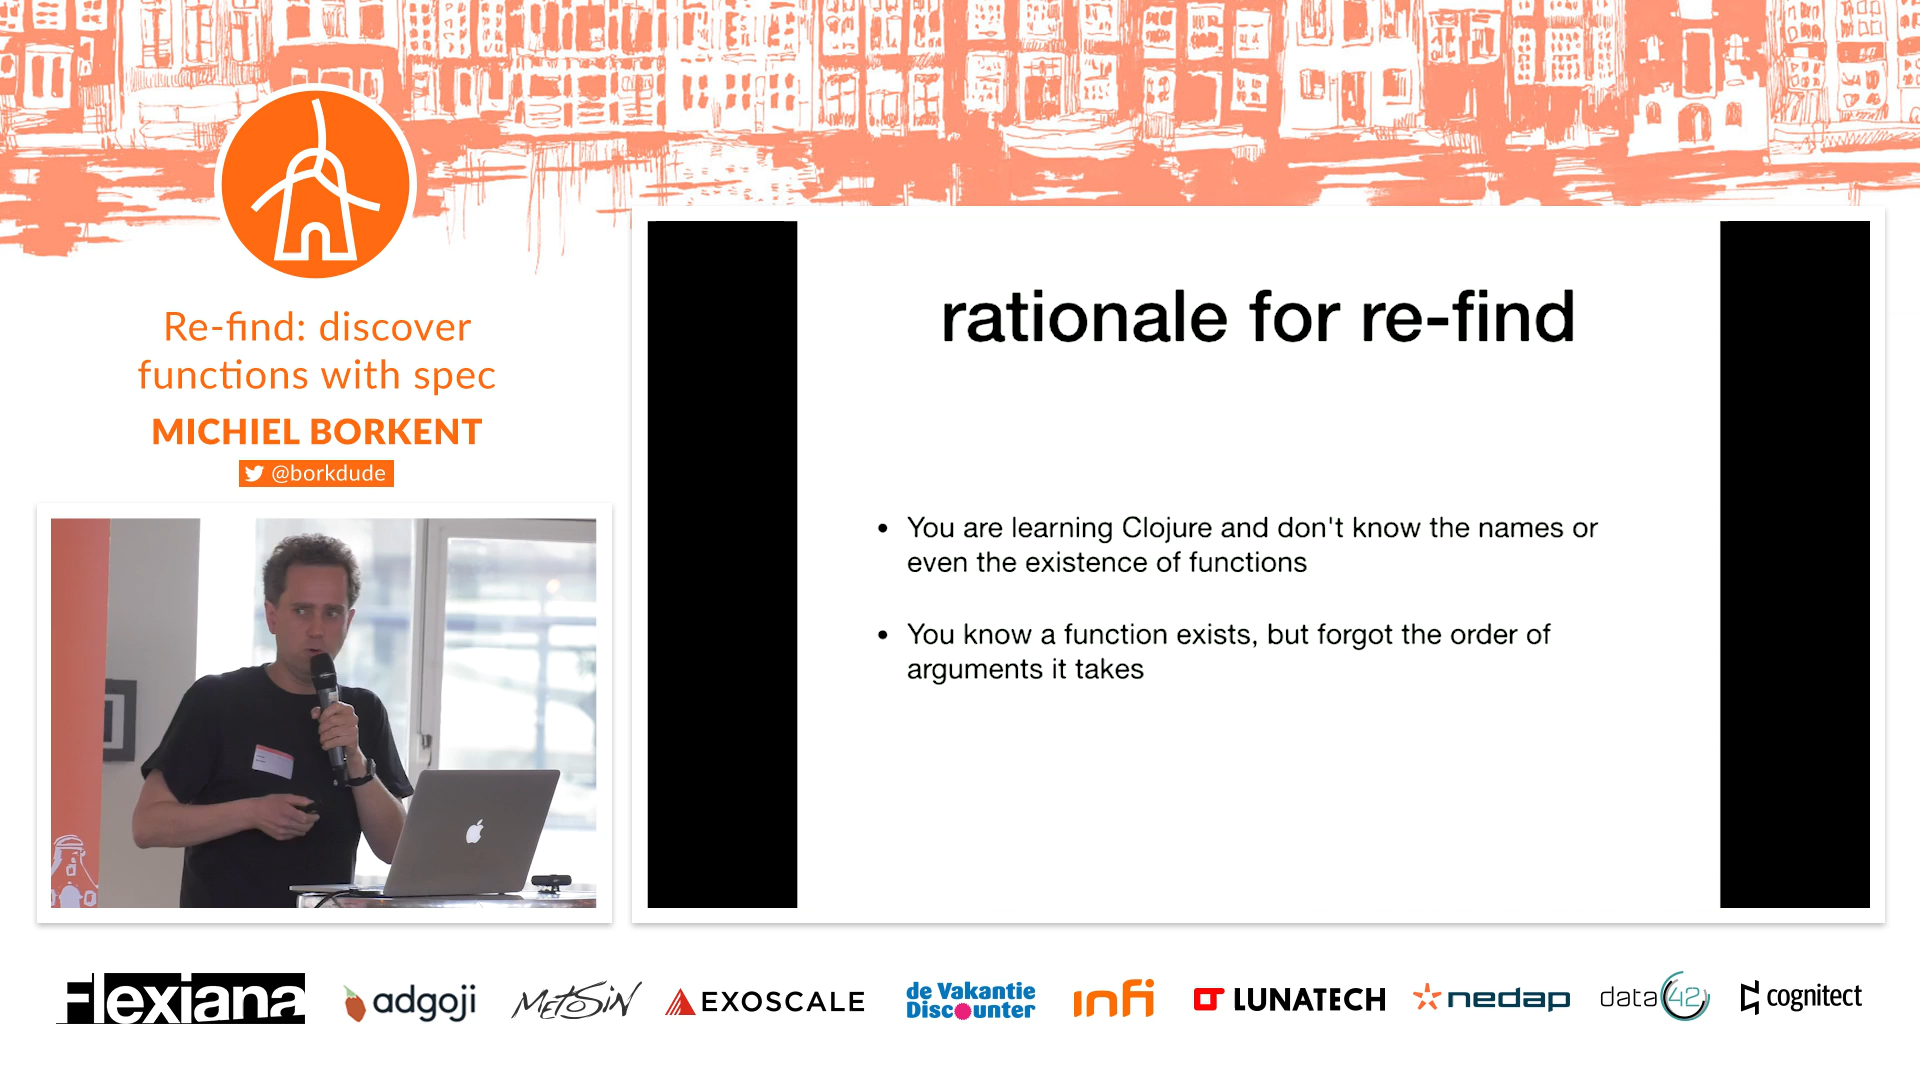 Re-find: discover
functions with spec
MICHIEL BORKENT
@borkdude
rationale for re-find
• You are learning Clojure and don't know the names or
even the existence of functions
• You know a function exists, but forgot the order of
arguments it takes
Flexiana
adgoji
METOSIN
EXOSCALE
de Vakantie
Discounter
infi
LUNATECH
nedap
data 42
cognitect